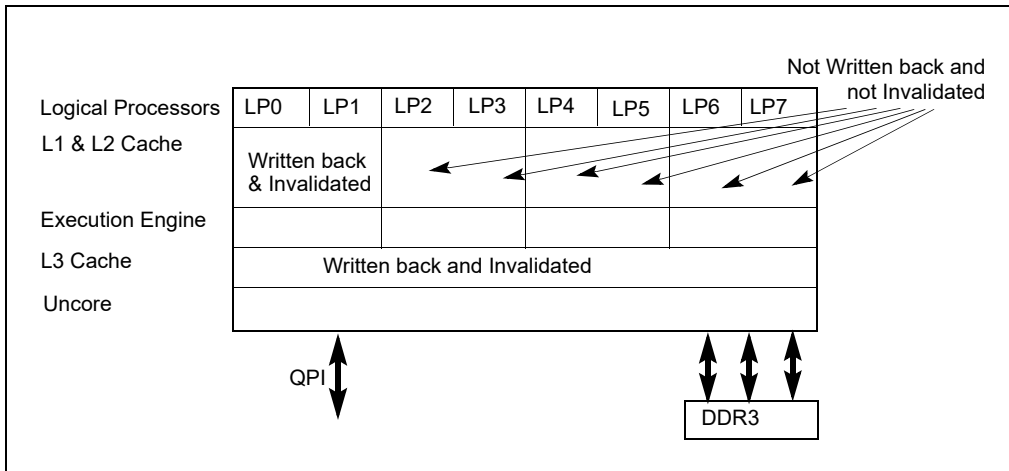 Not Written back and
not Invalidated
Logical Processors LP0 LP1 LP2 LP3 LP4 LP5 LP6 LP7
L1 & L2 Cache
Written back
& Invalidated
Execution Engine
L3 Cache Written back and Invalidated
Uncore
QPI
DDR3